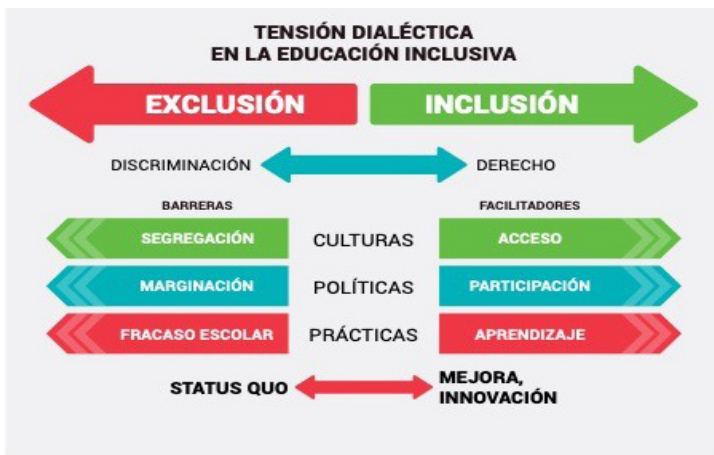 TENSIÓN DIALÉCTICA
EN LA EDUCACIÓN INCLUSIVA
EXCLUSIÓN INCLUSIÓN
DISCRIMINACIÓN DERECHO
BARRERAS FACILITADORES
SEGREGACIÓN CULTURAS ACCESO
MARGINACIÓN POLÍTICAS PARTICIPACIÓN
FRACASO ESCOLAR PRÁCTICAS APRENDIZAJE
STATUS QUO MEJORA,
INNOVACIÓN